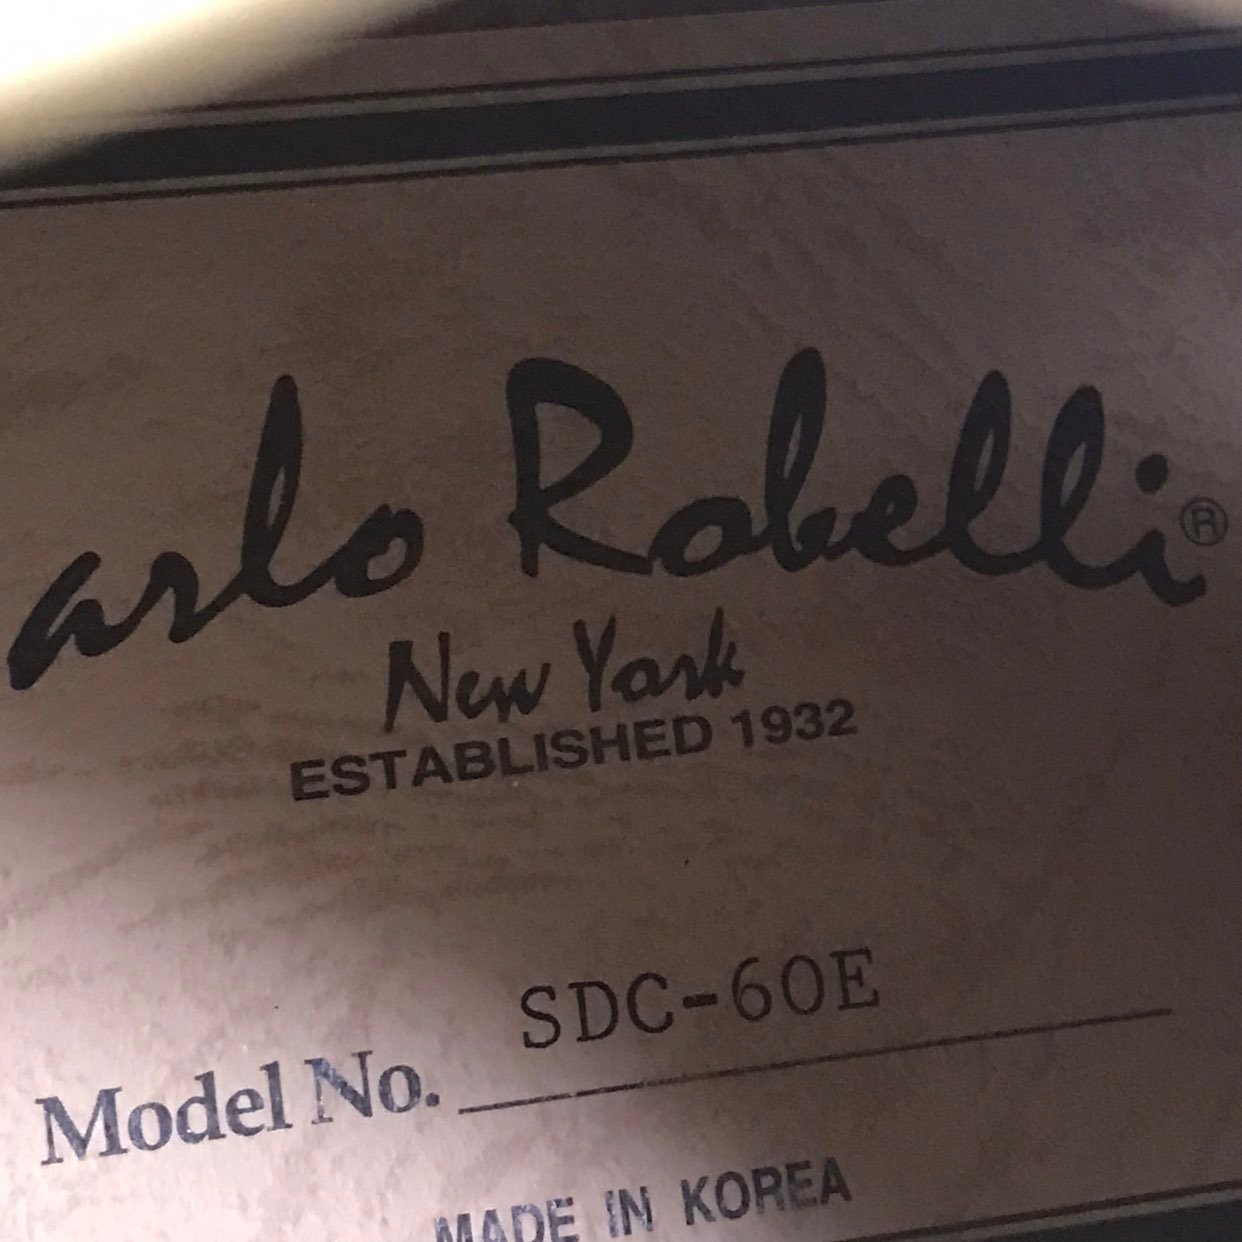 arlo Robelli®
New York
ESTABLISHED 1932
SDC-60E
Model No.
MADE IN KOREA